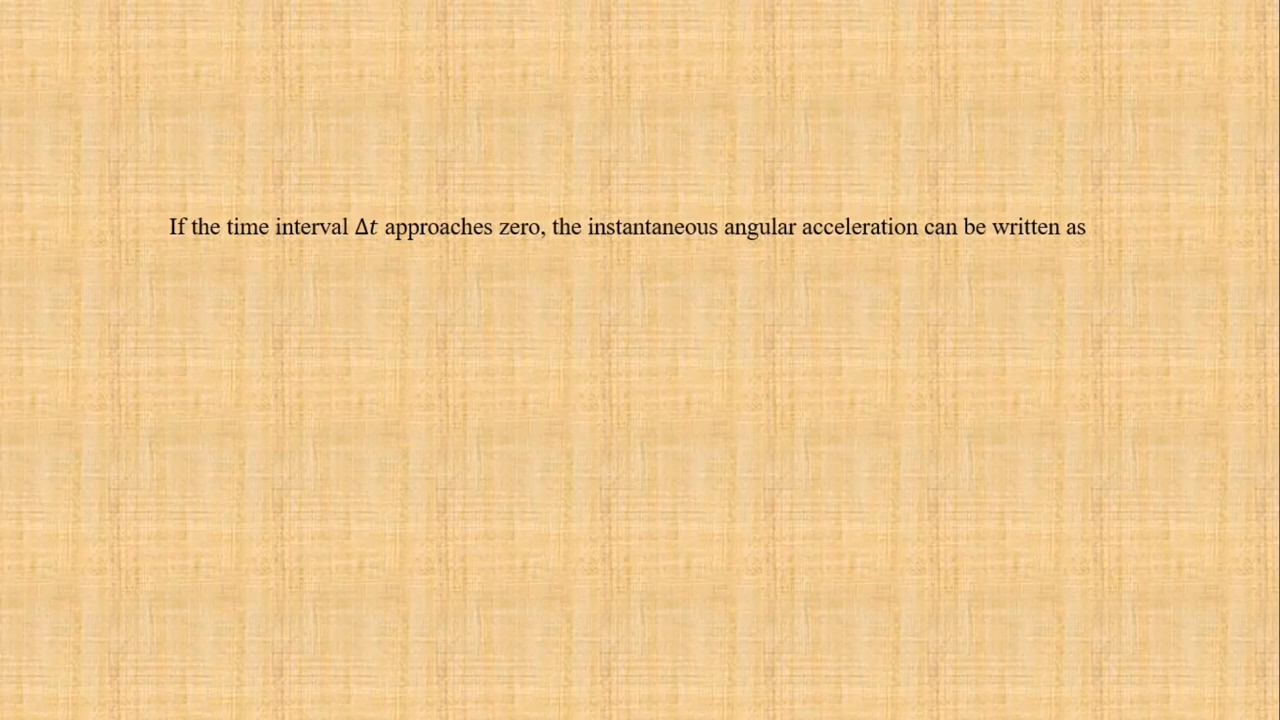 If the time interval Δt approaches zero, the instantaneous angular acceleration can be written as